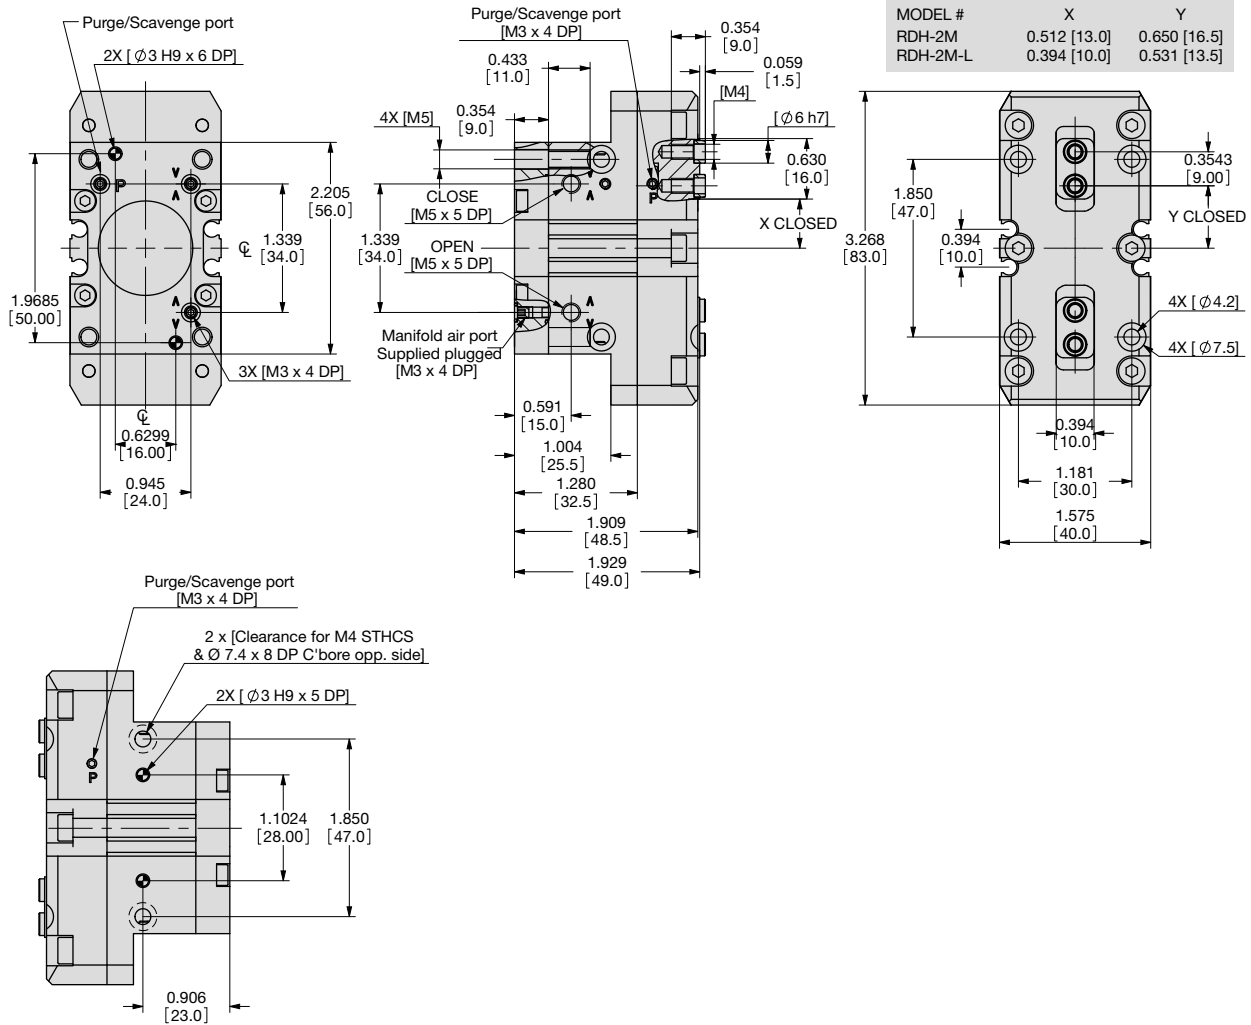 Purge/Scavenge port
2X [ ∅3 H9 x 6 DP]
P
V
Λ
Λ
V
℄
2.205
[56.0]
1.339
[34.0]
1.9685
[50.00]
3X [M3 x 4 DP]
℄
0.6299
[16.00]
0.945
[24.0]
Purge/Scavenge port
[M3 x 4 DP]
0.354
[9.0]
0.433
[11.0]
0.059
[1.5]
[M4]
0.354
[9.0]
4X [M5]
[∅6 h7]
0.630
[16.0]
V
Λ
P
CLOSE
[M5 x 5 DP]
X CLOSED
1.339
[34.0]
OPEN
[M5 x 5 DP]
Λ
V
Manifold air port
Supplied plugged
[M3 x 4 DP]
0.591
[15.0]
1.004
[25.5]
1.280
[32.5]
1.909
[48.5]
1.929
[49.0]
MODEL # X Y
RDH-2M 0.512 [13.0] 0.650 [16.5]
RDH-2M-L 0.394 [10.0] 0.531 [13.5]
0.3543
[9.00]
1.850
[47.0]
Y CLOSED
3.268
[83.0]
0.394
[10.0]
4X [∅4.2]
4X [∅7.5]
0.394
[10.0]
1.181
[30.0]
1.575
[40.0]
Purge/Scavenge port
[M3 x 4 DP]
2 x [Clearance for M4 STHCS
& Ø 7.4 x 8 DP C'bore opp. side]
2X [ ∅3 H9 x 5 DP]
P
1.1024
[28.00]
1.850
[47.0]
0.906
[23.0]